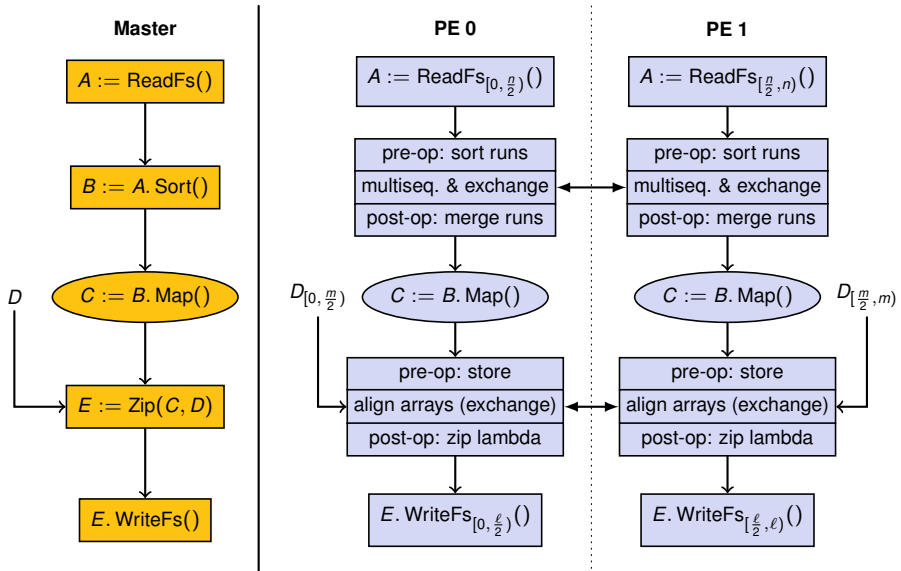 Master
A := ReadFs()
B := A. Sort()
C := B. Map()
D
E := Zip(C, D)
E. WriteFs()
PE 0
A := ReadFs[0, n/2)()
pre-op: sort runs
multiseq. & exchange
post-op: merge runs
C := B. Map()
D[0, m/2)
pre-op: store
align arrays (exchange)
post-op: zip lambda
E. WriteFs[0, ℓ/2)()
PE 1
A := ReadFs[n/2, n)()
pre-op: sort runs
multiseq. & exchange
post-op: merge runs
C := B. Map()
D[m/2, m)
pre-op: store
align arrays (exchange)
post-op: zip lambda
E. WriteFs[ℓ/2, ℓ)()